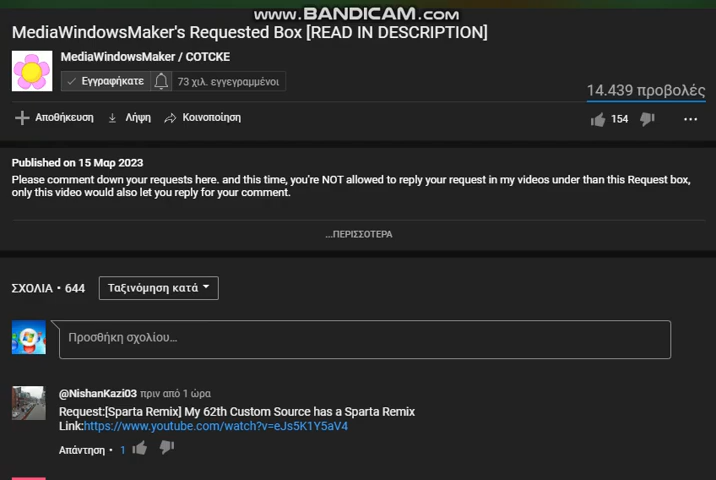 www.BANDICAM.com
MediaWindowsMaker's Requested Box [READ IN DESCRIPTION]
MediaWindowsMaker / COTCKE
Εγγραφήκατε 73 χιλ. εγγεγραμμένοι
14.439 προβολές
Αποθήκευση Λήψη Κοινοποίηση 154
Published on 15 Μαρ 2023
Please comment down your requests here. and this time, you're NOT allowed to reply your request in my videos under than this Request box,
only this video would also let you reply for your comment.
...ΠΕΡΙΣΣΟΤΕΡΑ
ΣΧΟΛΙΑ • 644 Ταξινόμηση κατά
Προσθήκη σχολίου...
@NishanKazi03 πριν από 1 ώρα
Request:[Sparta Remix] My 62th Custom Source has a Sparta Remix
Link:https://www.youtube.com/watch?v=eJs5K1Y5aV4
Απάντηση • 1